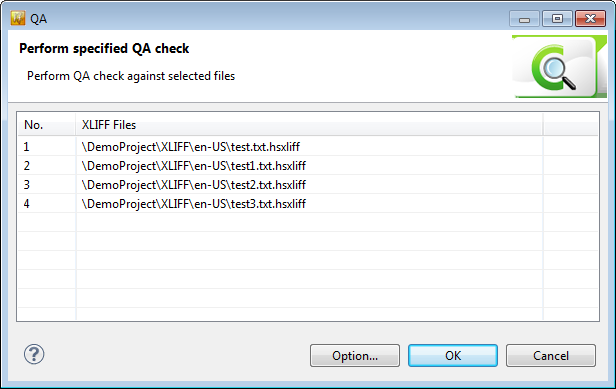 QA
Perform specified QA check
Perform QA check against selected files
No. XLIFF Files
1 \DemoProject\XLIFF\en-US\test.txt.hsxliff
2 \DemoProject\XLIFF\en-US\test1.txt.hsxliff
3 \DemoProject\XLIFF\en-US\test2.txt.hsxliff
4 \DemoProject\XLIFF\en-US\test3.txt.hsxliff
? Option... OK Cancel